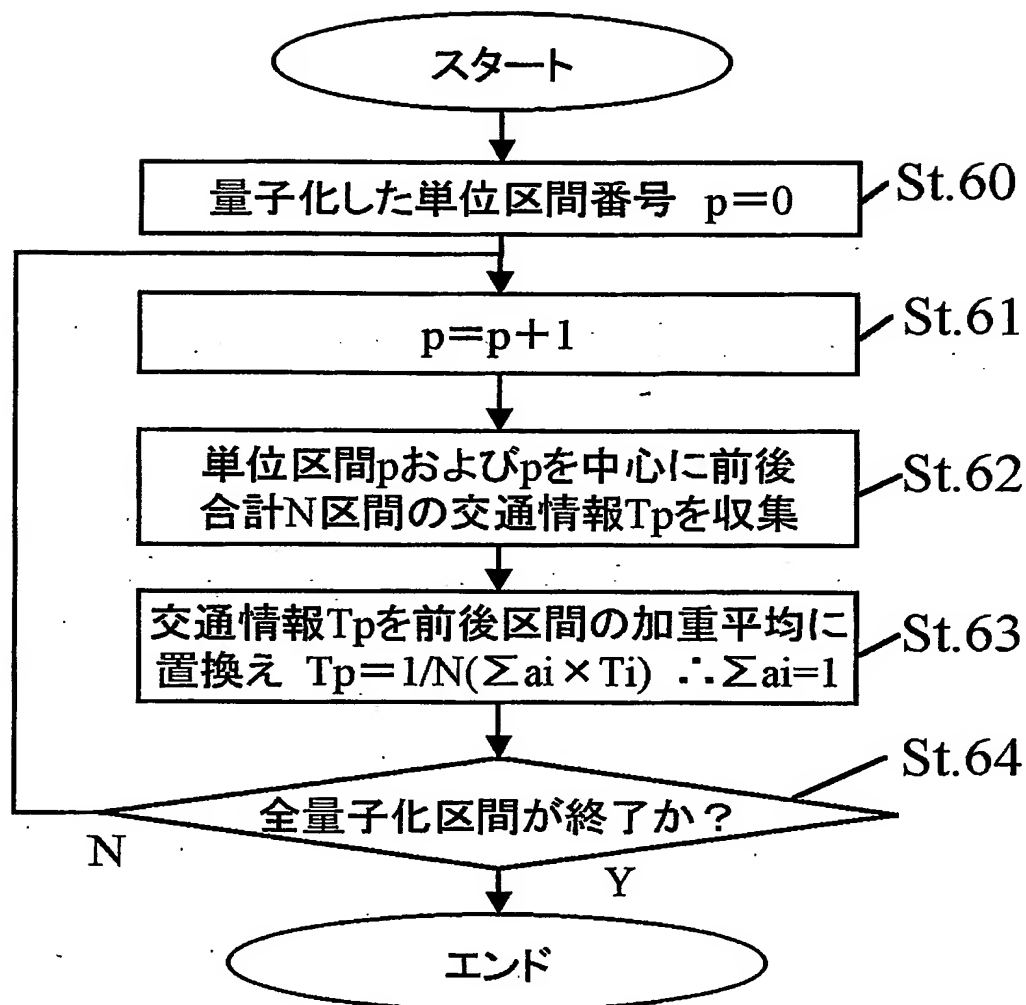 スタート
量子化した単位区間番号 p=0
St.60
p=p+1
St.61
単位区間pおよびpを中心に前後
合計N区間の交通情報Tpを収集
St.62
交通情報Tpを前後区間の加重平均に
置換え Tp=1/N(Σai×Ti) ∴Σai=1
St.63
全量子化区間が終了か?
St.64
N
Y
エンド